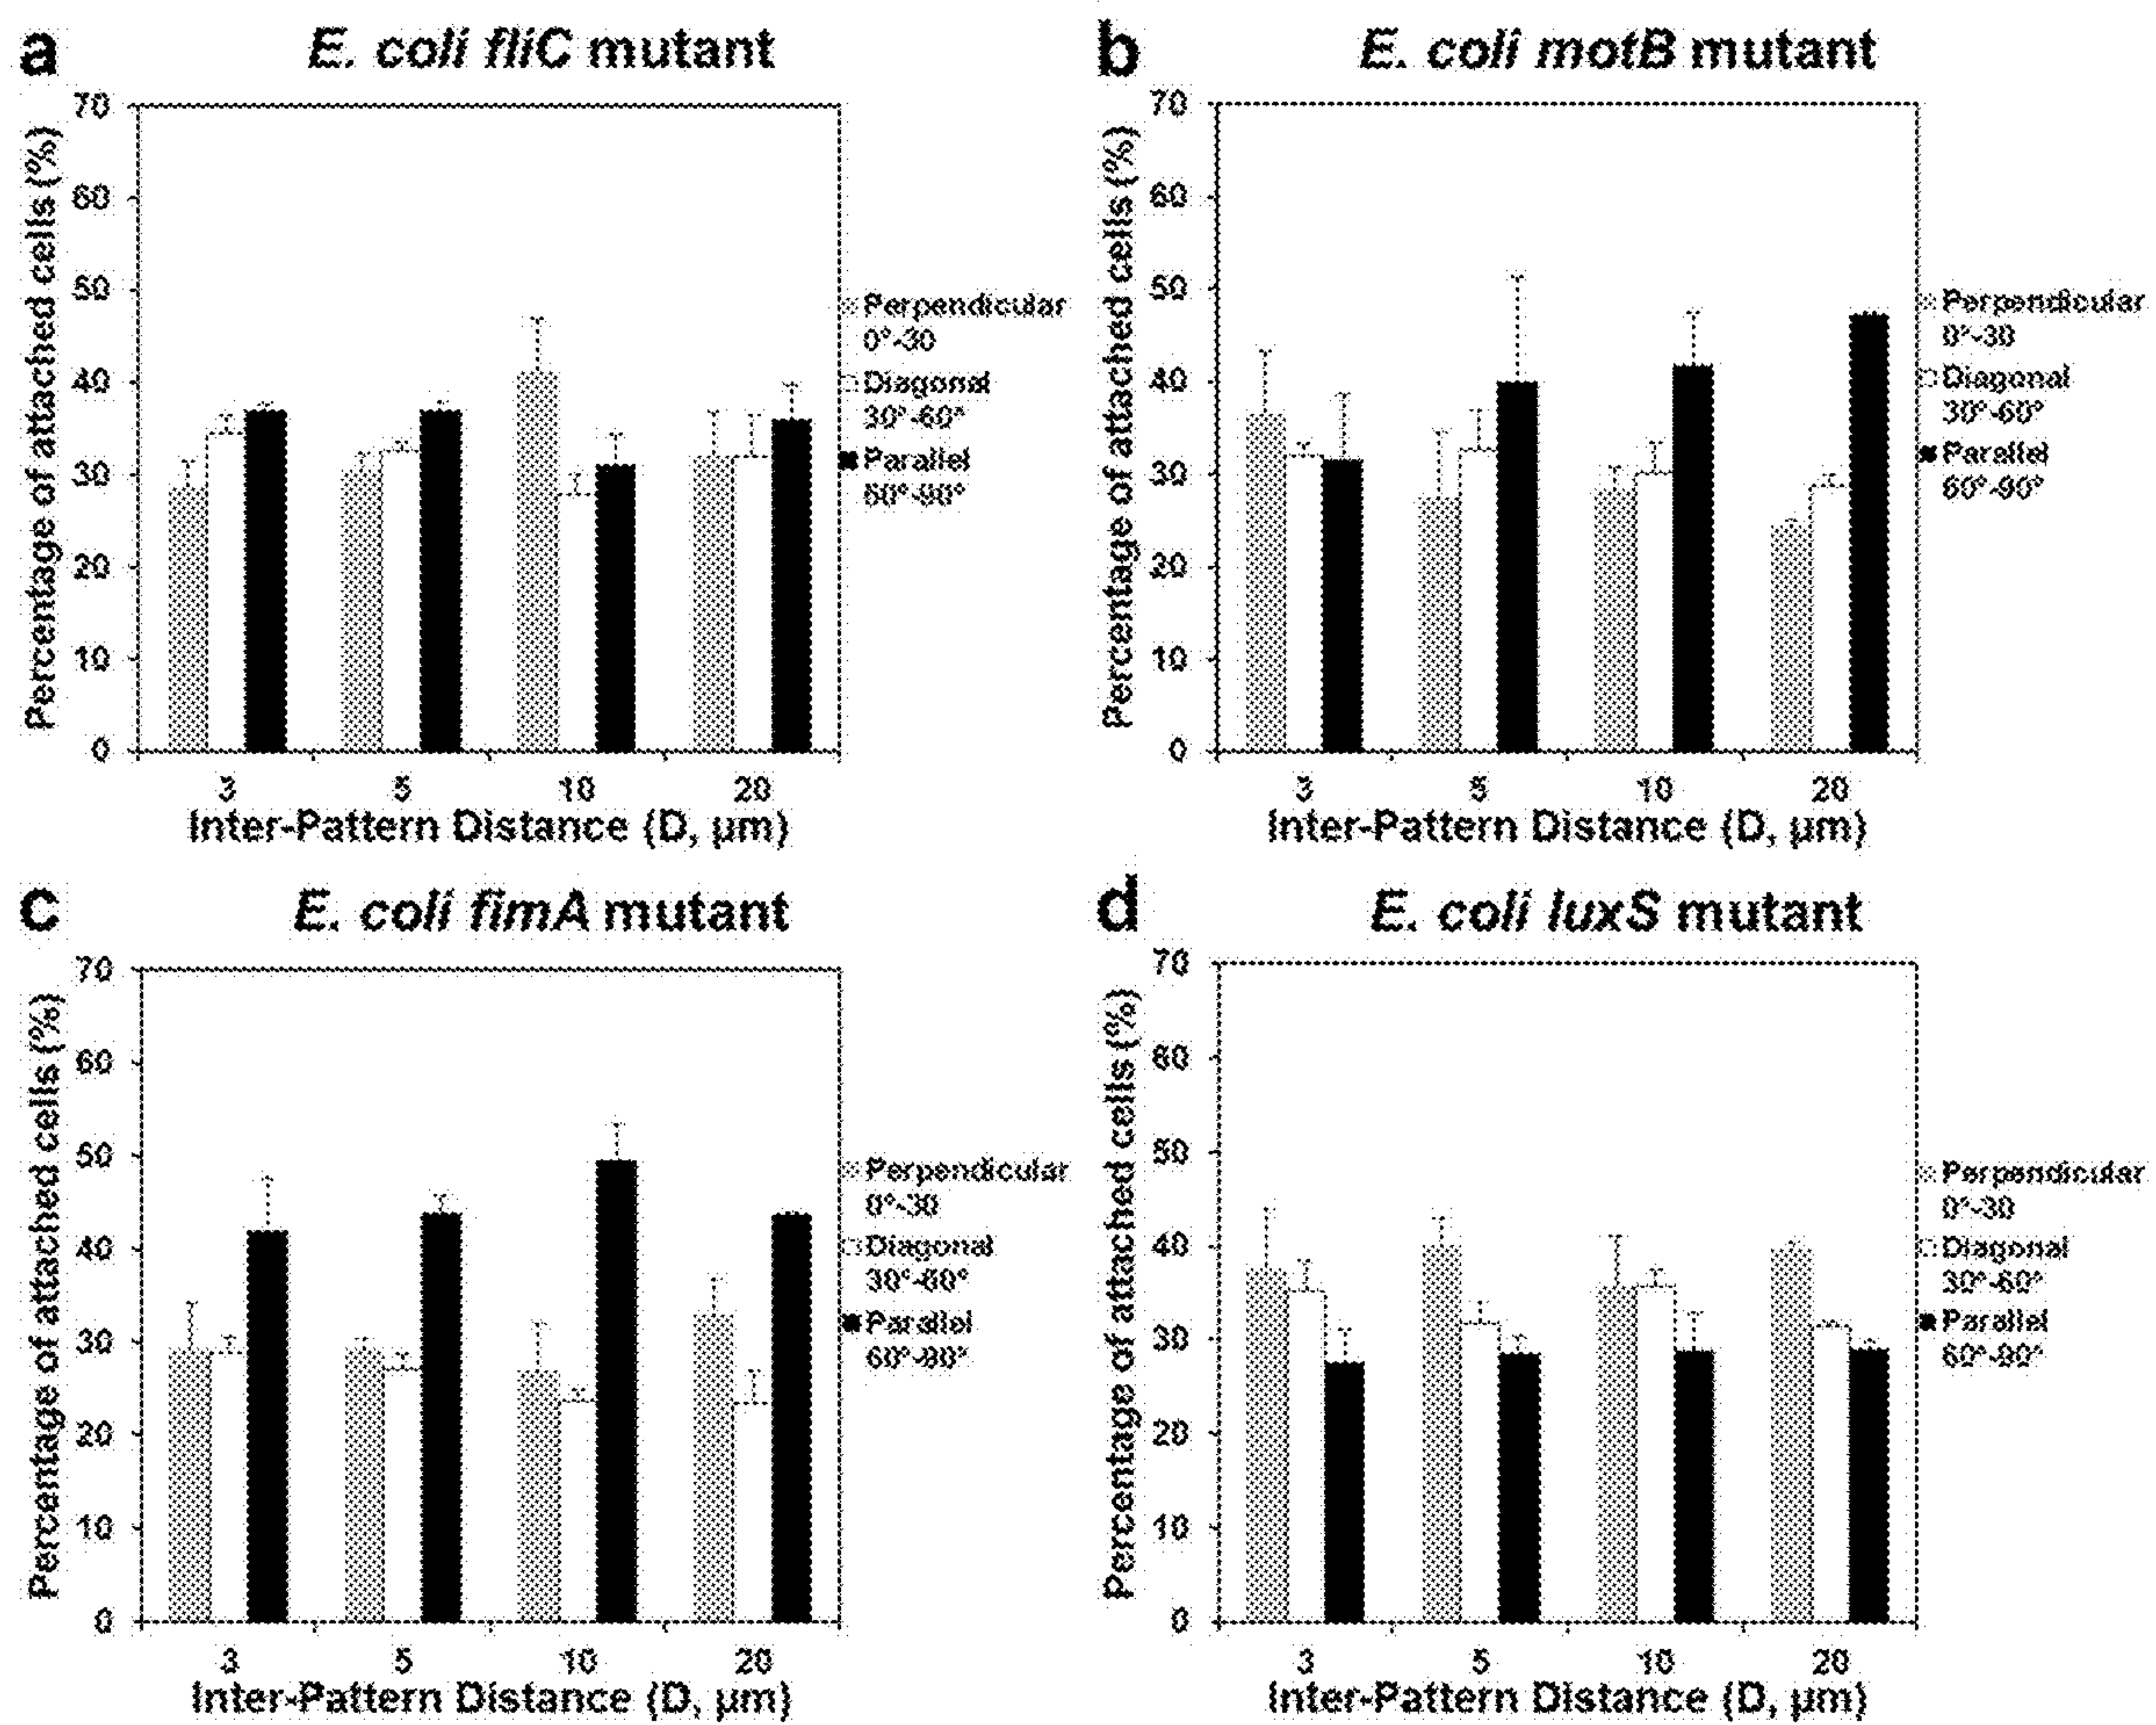 a
E. coli fliC mutant
Percentage of attached cells (%)
70
60
50
40
30
20
10
0
3 5 10 20
Inter-Pattern Distance (D, µm)
Perpendicular
0°-30
Diagonal
30°-60°
Parallel
60°-90°
b
E. coli motB mutant
Percentage of attached cells (%)
70
60
50
40
30
20
10
0
3 5 10 20
Inter-Pattern Distance (D, µm)
Perpendicular
0°-30
Diagonal
30°-60°
Parallel
60°-90°
c
E. coli fimA mutant
Percentage of attached cells (%)
70
60
50
40
30
20
10
0
3 5 10 20
Inter-Pattern Distance (D, µm)
Perpendicular
0°-30
Diagonal
30°-60°
Parallel
60°-90°
d
E. coli luxS mutant
Percentage of attached cells (%)
70
60
50
40
30
20
10
0
3 5 10 20
Inter-Pattern Distance (D, µm)
Perpendicular
0°-30
Diagonal
30°-60°
Parallel
60°-90°